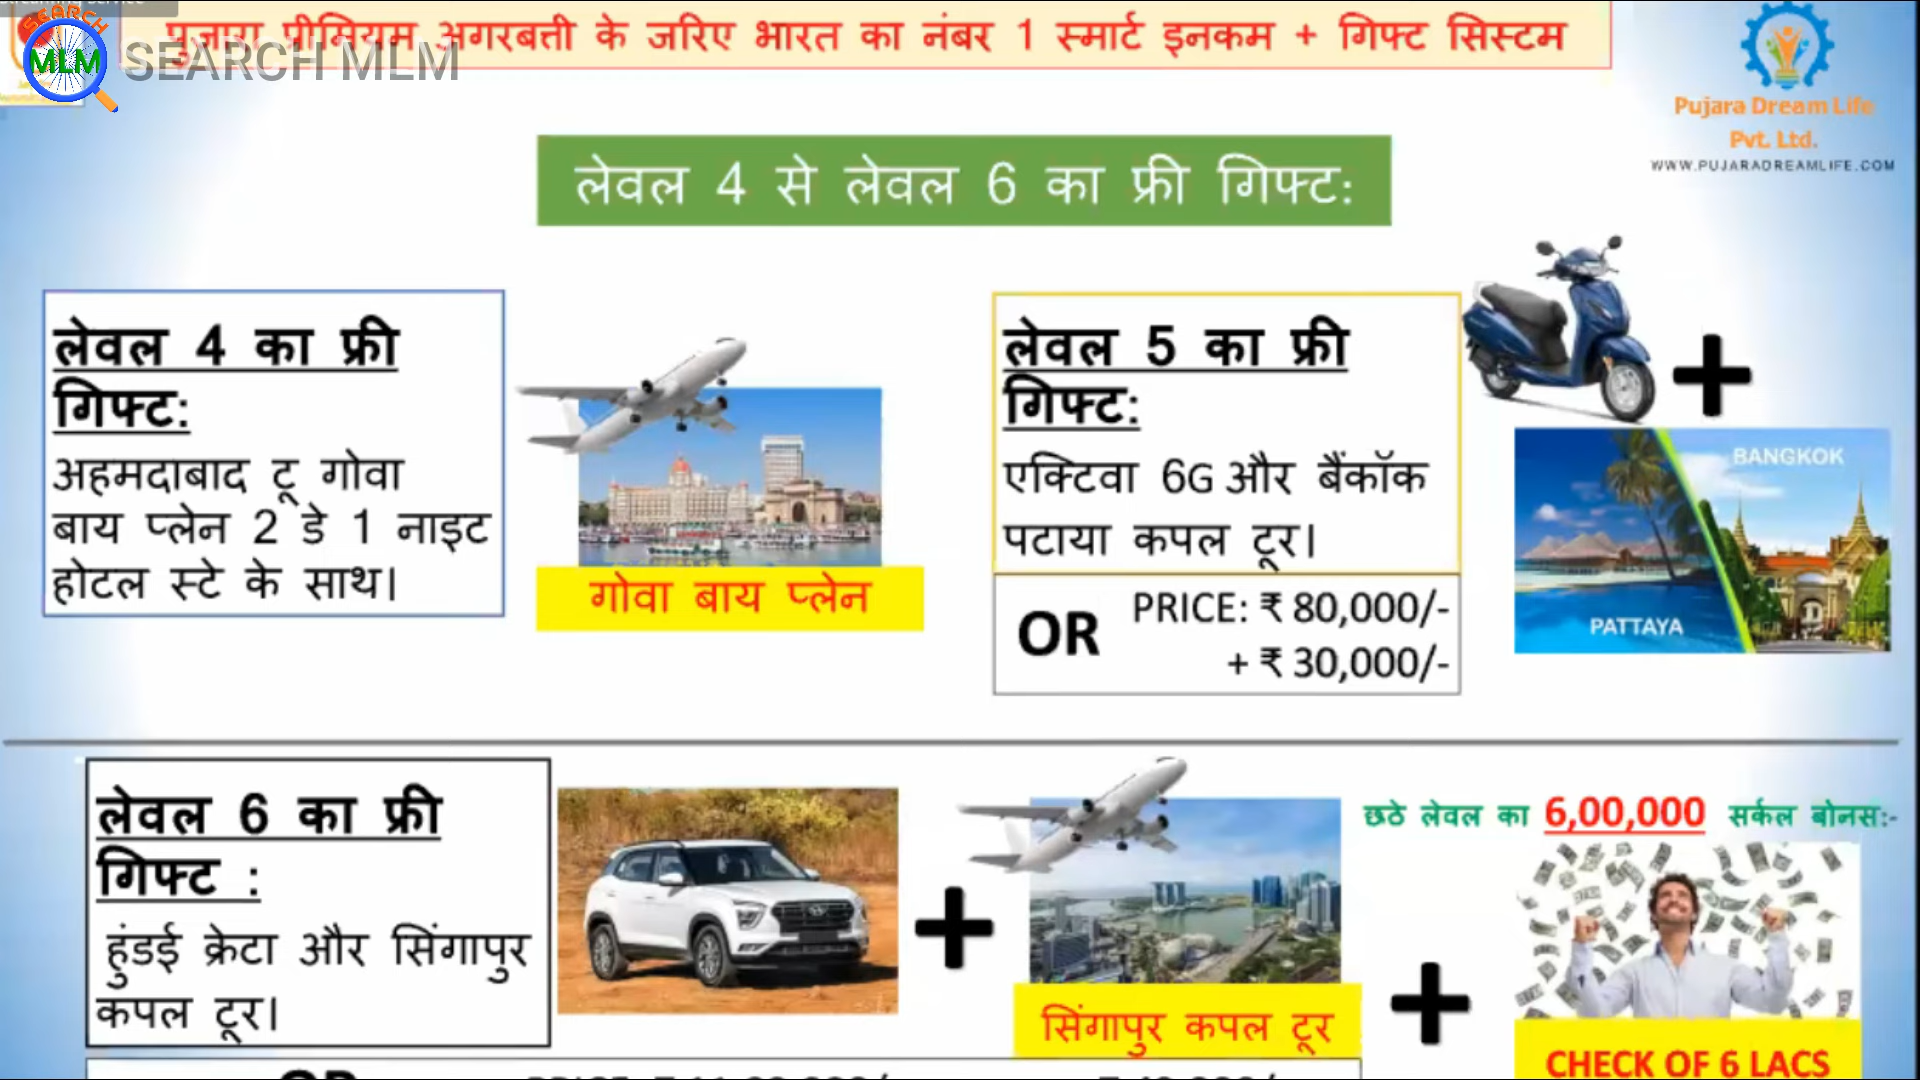 SEARCH
MLM
SEARCH MLM
पुजारा प्रीमियम अगरबत्ती के जरिए भारत का नंबर 1 स्मार्ट इनकम + गिफ्ट सिस्टम
Pujara Dream Life
Pvt. Ltd.
WWW.PUJARADREAMLIFE.COM
लेवल 4 से लेवल 6 का फ्री गिफ्ट:
लेवल 4 का फ्री
गिफ्ट:
अहमदाबाद टू गोवा
बाय प्लेन 2 डे 1 नाइट
होटल स्टे के साथ।
गोवा बाय प्लेन
लेवल 5 का फ्री
गिफ्ट:
एक्टिवा 6G और बैंकॉक
पटाया कपल टूर।
OR PRICE: ₹ 80,000/-
+ ₹ 30,000/-
+
BANGKOK
PATTAYA
लेवल 6 का फ्री
गिफ्ट :
हुंडई क्रेटा और सिंगापुर
कपल टूर।
+
सिंगापुर कपल टूर
+
छठे लेवल का 6,00,000 सर्कल बोनस:-
CHECK OF 6 LACS